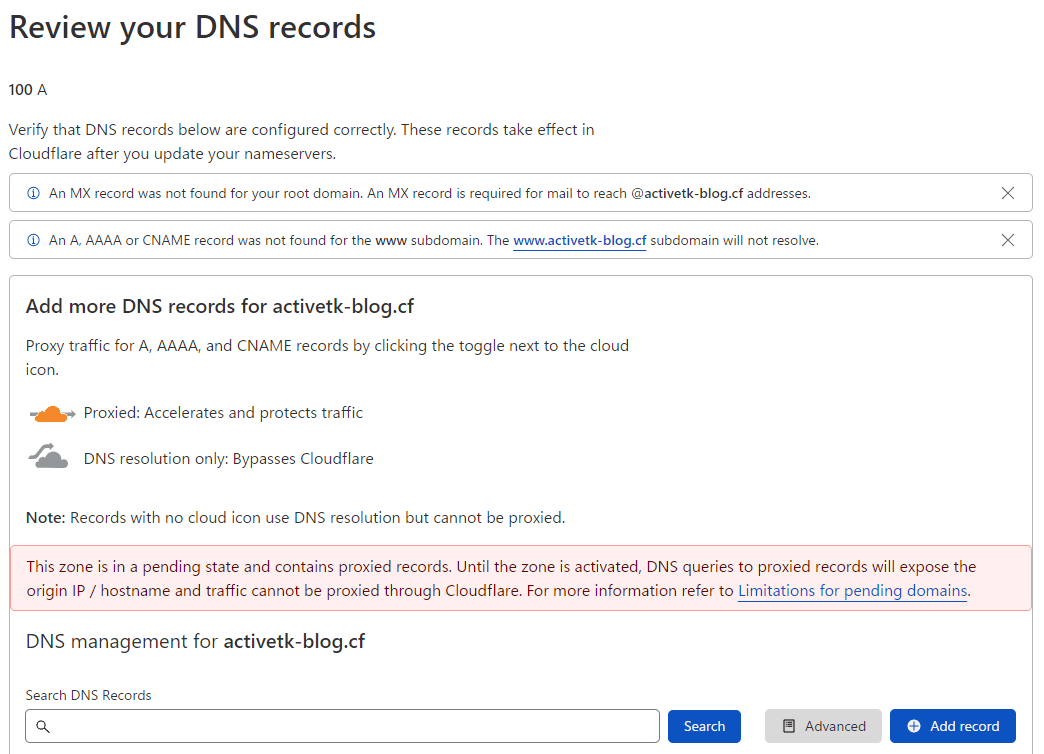 Review your DNS records
100 A
Verify that DNS records below are configured correctly. These records take effect in
Cloudflare after you update your nameservers.
An MX record was not found for your root domain. An MX record is required for mail to reach @activetk-blog.cf addresses.
An A, AAAA or CNAME record was not found for the www subdomain. The www.activetk-blog.cf subdomain will not resolve.
Add more DNS records for activetk-blog.cf
Proxy traffic for A, AAAA, and CNAME records by clicking the toggle next to the cloud
icon.
Proxied: Accelerates and protects traffic
DNS resolution only: Bypasses Cloudflare
Note: Records with no cloud icon use DNS resolution but cannot be proxied.
This zone is in a pending state and contains proxied records. Until the zone is activated, DNS queries to proxied records will expose the
origin IP / hostname and traffic cannot be proxied through Cloudflare. For more information refer to Limitations for pending domains.
DNS management for activetk-blog.cf
Search DNS Records
Search Advanced Add record